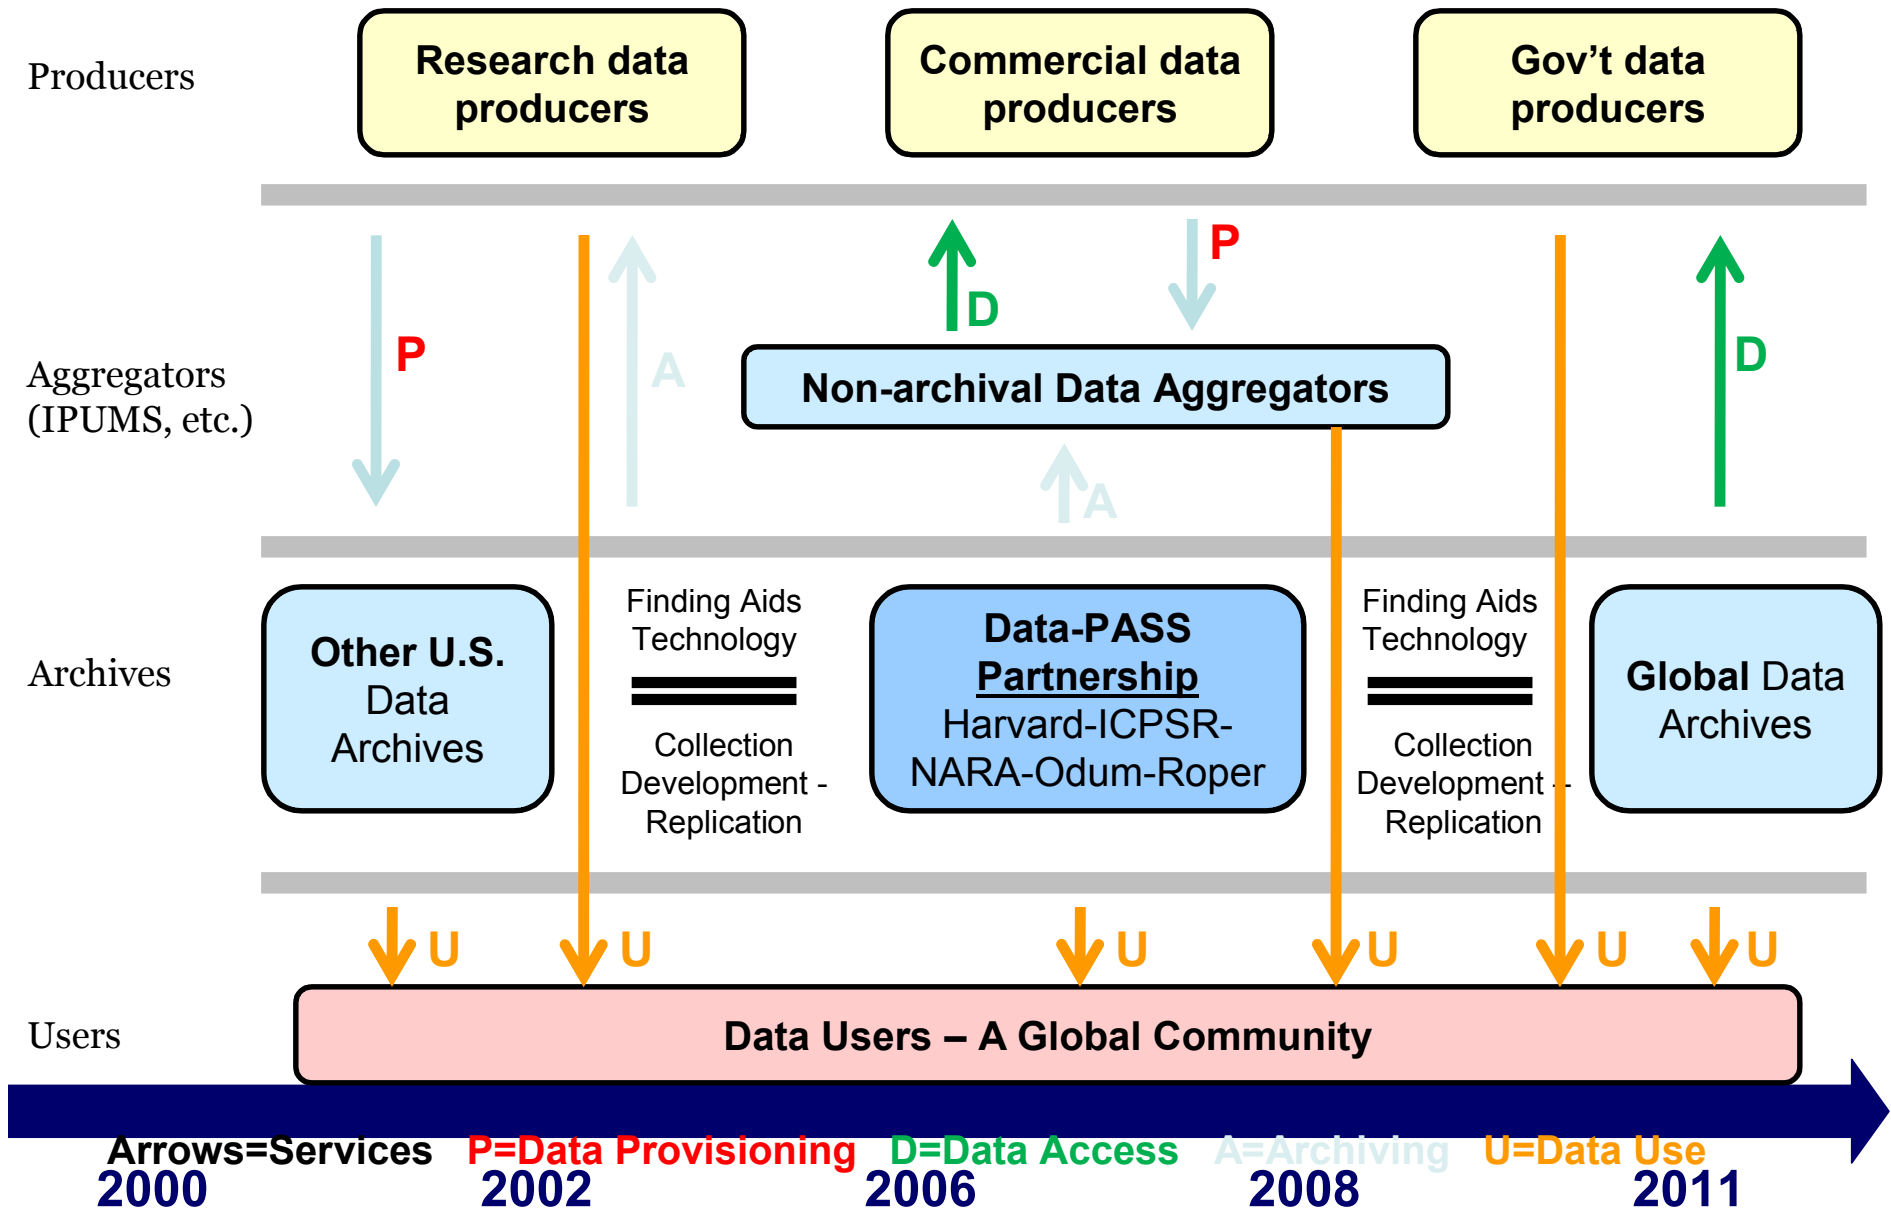 Producers
Research data
producers
Commercial data
producers
Gov’t data
producers
P
A
D
P
D
Aggregators
(IPUMS, etc.)
Non-archival Data Aggregators
A
Archives
Other U.S.
Data
Archives
Finding Aids
Technology
Collection
Development -
Replication
Data-PASS
Partnership
Harvard-ICPSR-
NARA-Odum-Roper
Finding Aids
Technology
Collection
Development –
Replication
Global Data
Archives
U
U
U
U
U
U
Users
Data Users – A Global Community
Arrows=Services P=Data Provisioning D=Data Access A=Archiving U=Data Use
2000 2002 2006 2008 2011